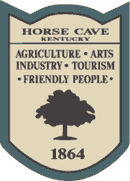 HORSE CAVE
KENTUCKY
AGRICULTURE • ARTS
INDUSTRY • TOURISM
• FRIENDLY PEOPLE •
1864